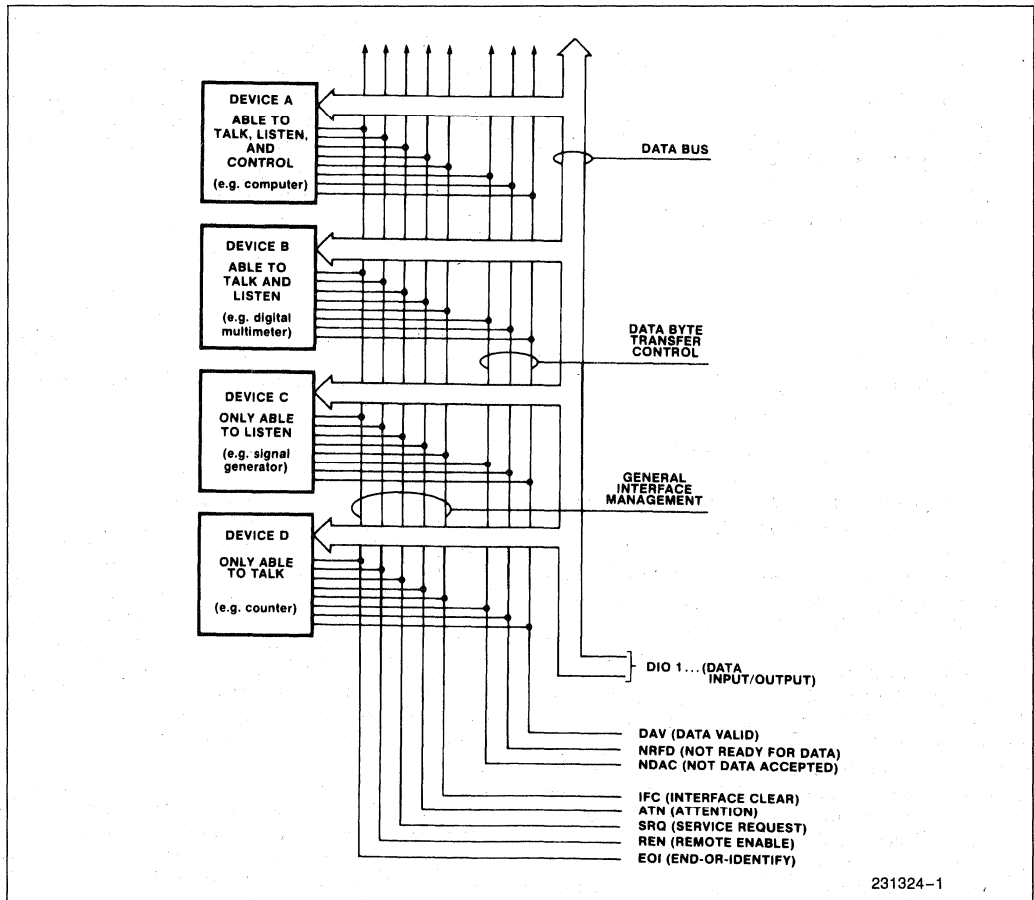 DEVICE A
ABLE TO
TALK, LISTEN,
AND
CONTROL
(e.g. computer)
DATA BUS
DEVICE B
ABLE TO
TALK AND
LISTEN
(e.g. digital
multimeter)
DATA BYTE
TRANSFER
CONTROL
DEVICE C
ONLY ABLE
TO LISTEN
(e.g. signal
generator)
GENERAL
INTERFACE
MANAGEMENT
DEVICE D
ONLY ABLE
TO TALK
(e.g. counter)
DIO 1...(DATA
INPUT/OUTPUT)
DAV (DATA VALID)
NRFD (NOT READY FOR DATA)
NDAC (NOT DATA ACCEPTED)
IFC (INTERFACE CLEAR)
ATN (ATTENTION)
SRQ (SERVICE REQUEST)
REN (REMOTE ENABLE)
EOI (END-OR-IDENTIFY)
231324–1